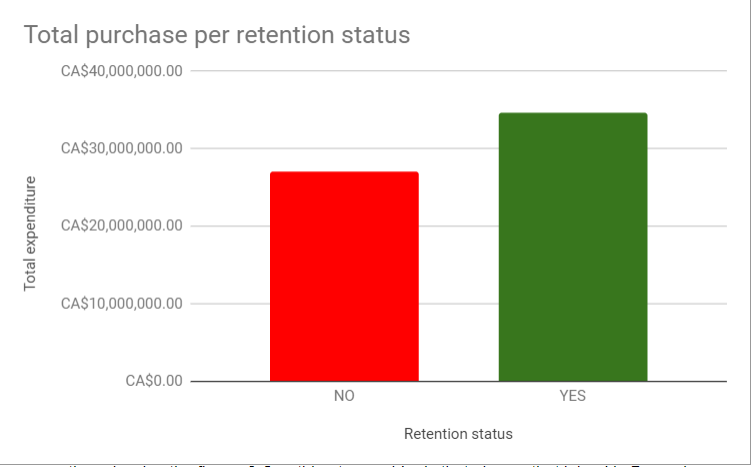 Total purchase per retention status
CA$40,000,000.00
CA$30,000,000.00
CA$20,000,000.00
CA$10,000,000.00
CA$0.00
Total expenditure
NO
YES
Retention status